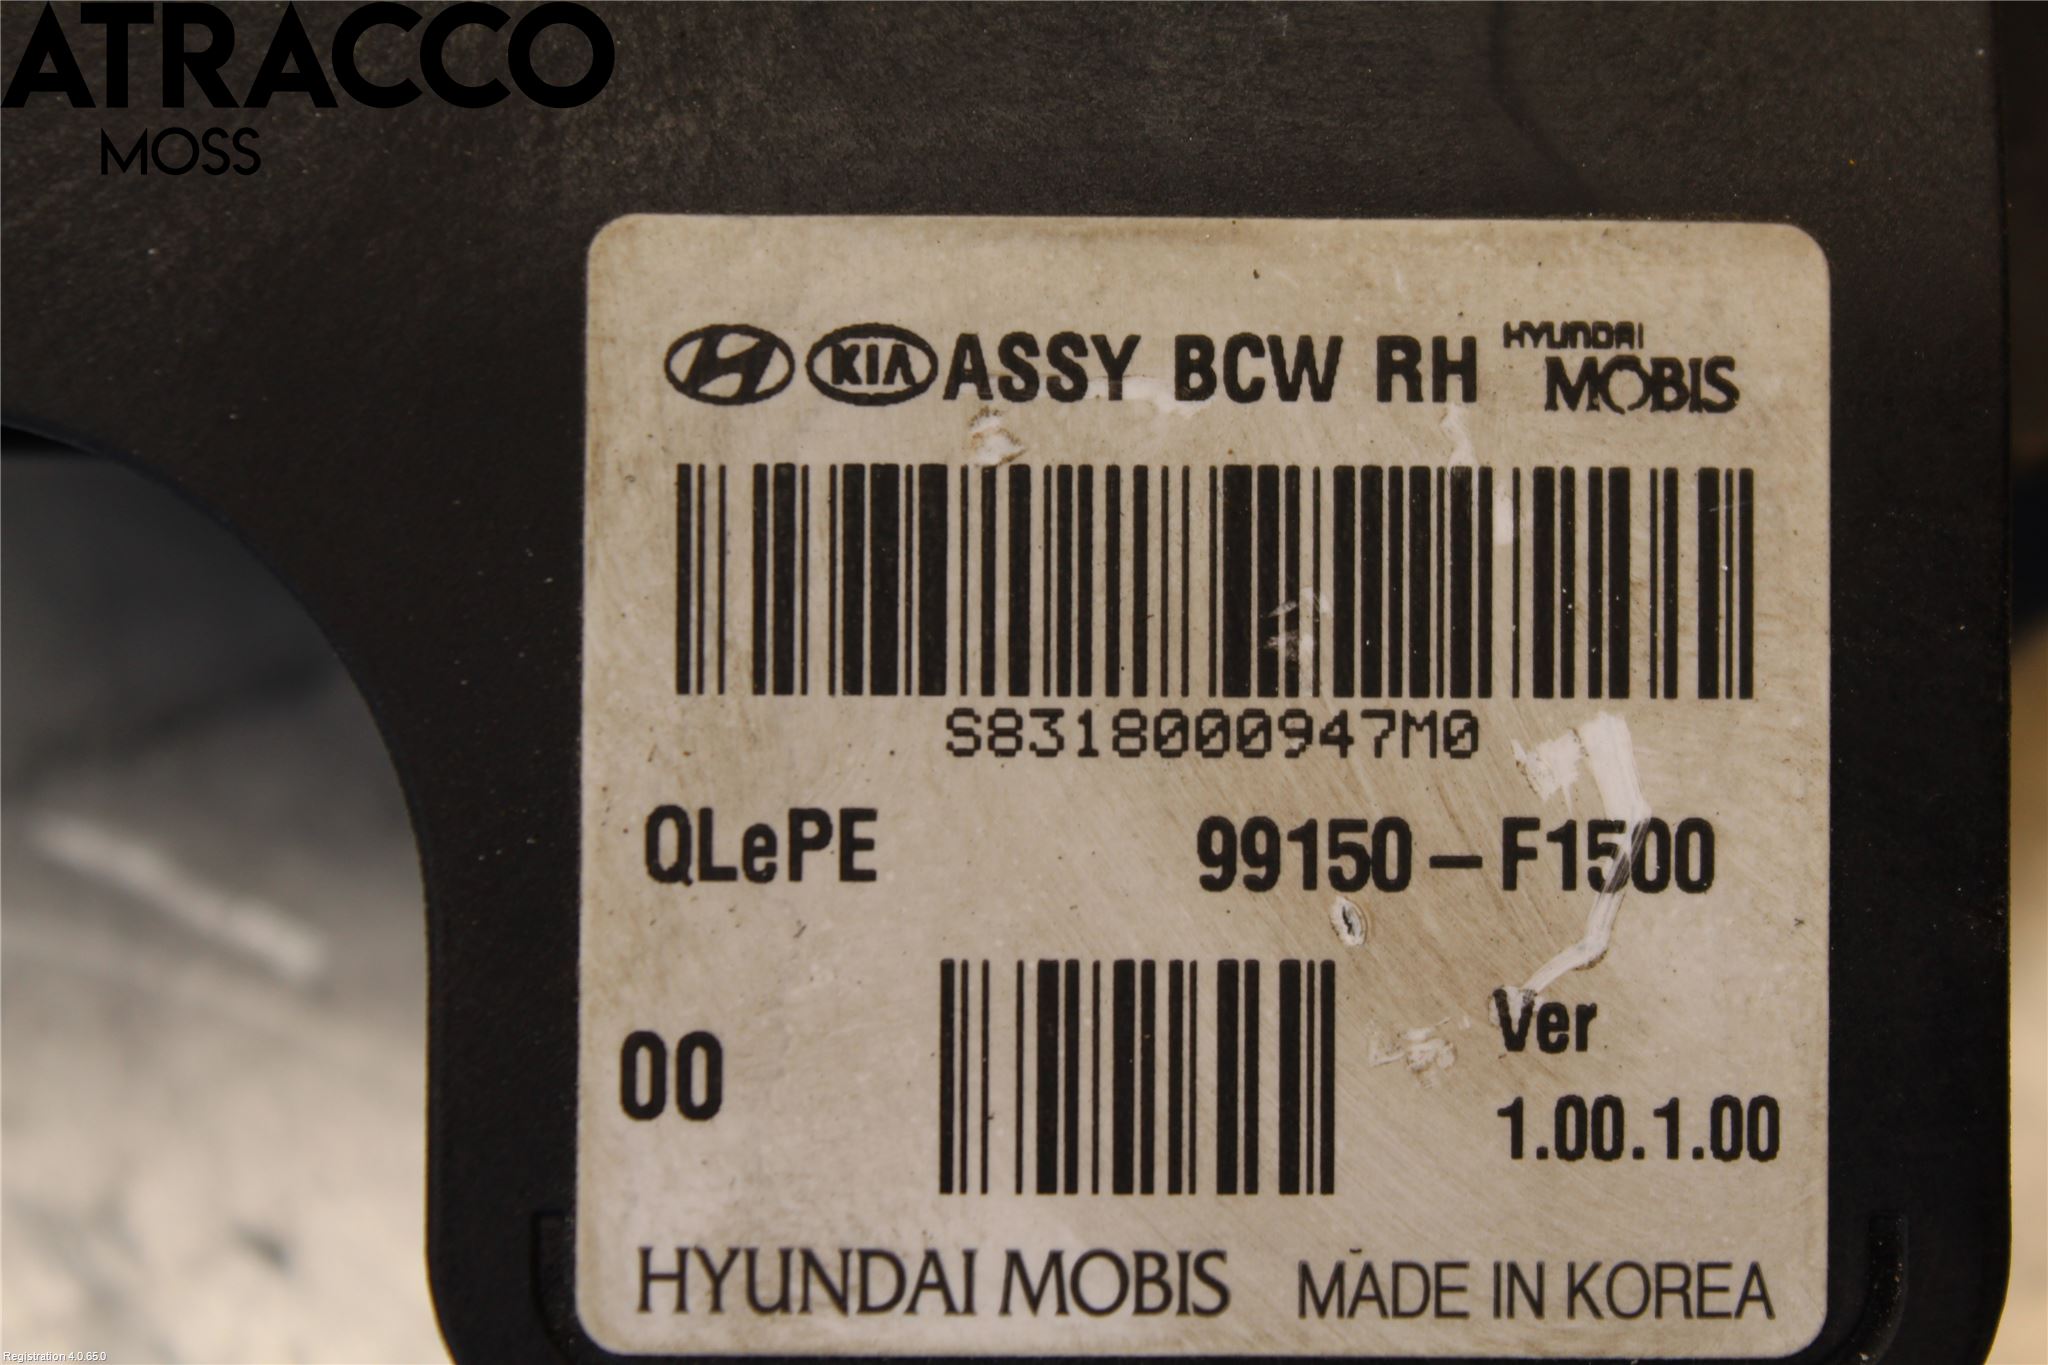 ATRACCO
MOSS
KIA ASSY BCW RH HYUNDAI MOBIS
S8318000947M0
QLePE 99150-F1500
00
Ver
1.00.1.00
HYUNDAI MOBIS MADE IN KOREA
Registration 4.0.65.0